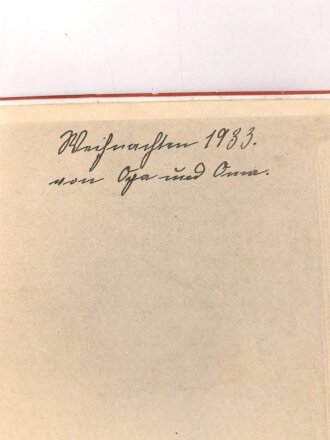 Weihnachten 1933.
von Opa und Oma.